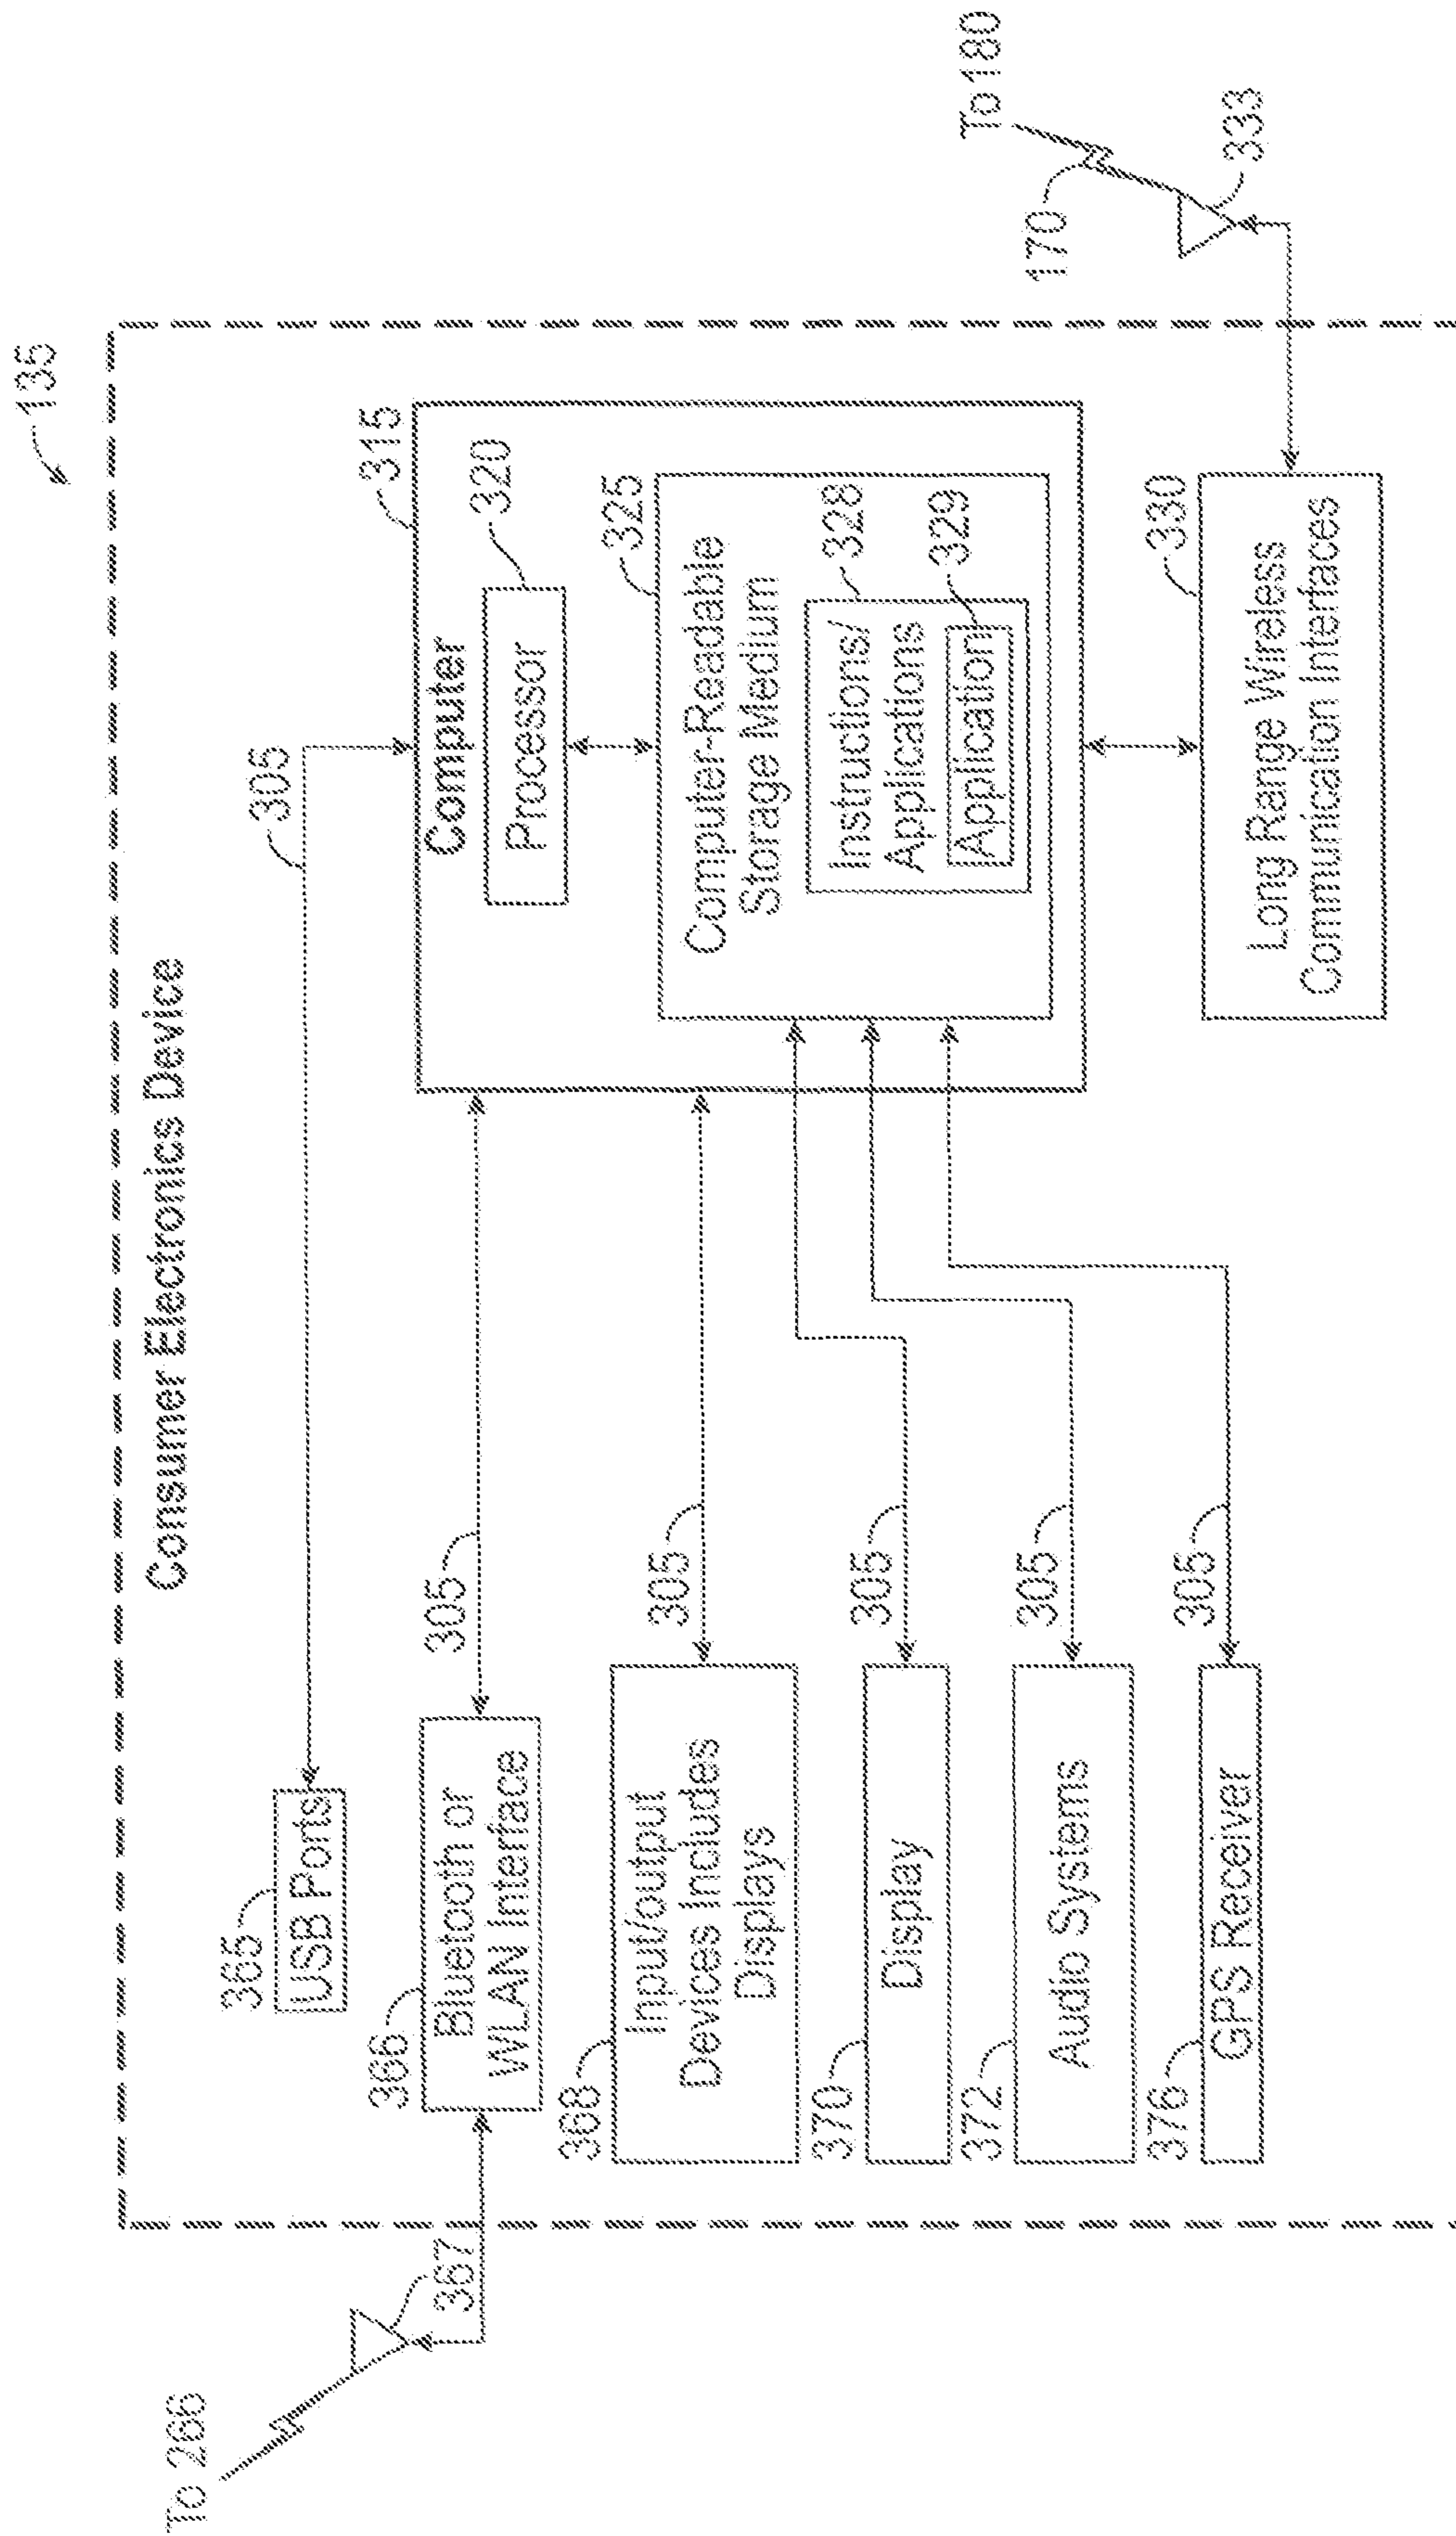 135
Consumer Electronics Device
305
365
USB Ports
To 266
367
366
Bluetooth or
WLAN Interface
305
315
Computer
320
Processor
325
Computer-Readable
Storage Medium
328
Instructions/
Applications
329
Application
368
Input/output
Devices Includes
Displays
305
370
Display
305
372
Audio Systems
305
376
GPS Receiver
305
330
Long Range Wireless
Communication Interfaces
To 180
170
333